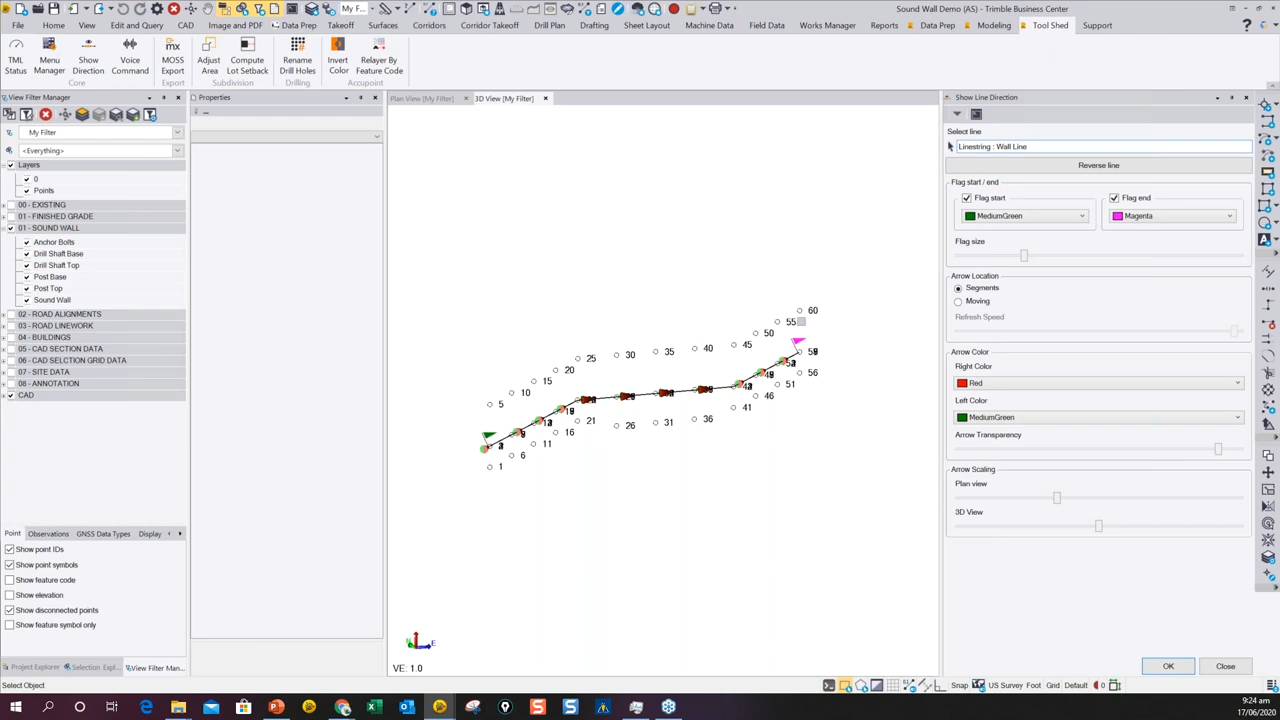 My F...
Sound Wall Demo (AS) - Trimble Business Center
File
Home
View
Edit and Query
CAD
Image and PDF
Data Prep
Takeoff
Surfaces
Corridors
Corridor Takeoff
Drill Plan
Drafting
Sheet Layout
Machine Data
Field Data
Works Manager
Reports
Data Prep
Modeling
Tool Shed
Support
TML Status
Menu Manager
Show Direction
Voice Command
MOSS Export
Adjust Area
Compute Lot Setback
Rename Drill Holes
Invert Color
Relayer By Feature Code
Core
Export
Subdivision
Drilling
Accupoint
View Filter Manager
My Filter
<Everything>
Layers
0
Points
00 - EXISTING
01 - FINISHED GRADE
01 - SOUND WALL
Anchor Bolts
Drill Shaft Base
Drill Shaft Top
Post Base
Post Top
Sound Wall
02 - ROAD ALIGNMENTS
03 - ROAD LINEWORK
04 - BUILDINGS
05 - CAD SECTION DATA
06 - CAD SELCTION GRID DATA
07 - SITE DATA
08 - ANNOTATION
CAD
Point
Observations
GNSS Data Types
Display
Show point IDs
Show point symbols
Show feature code
Show elevation
Show disconnected points
Show feature symbol only
Project Explorer
Selection Expl...
View Filter Man...
Select Object
Properties
Plan View [My Filter]
3D View [My Filter]
60
55
50
45
40
35
30
25
20
15
10
5
56
51
46
41
36
31
26
21
16
11
6
1
E
VE: 1.0
Show Line Direction
Select line
Linestring : Wall Line
Reverse line
Flag start / end
Flag start
Flag end
MediumGreen
Magenta
Flag size
Arrow Location
Segments
Moving
Refresh Speed
Arrow Color
Right Color
Red
Left Color
MediumGreen
Arrow Transparency
Arrow Scaling
Plan view
3D View
OK
Close
Snap
US Survey Foot
Grid
Default
0
9:24 am
17/06/2020